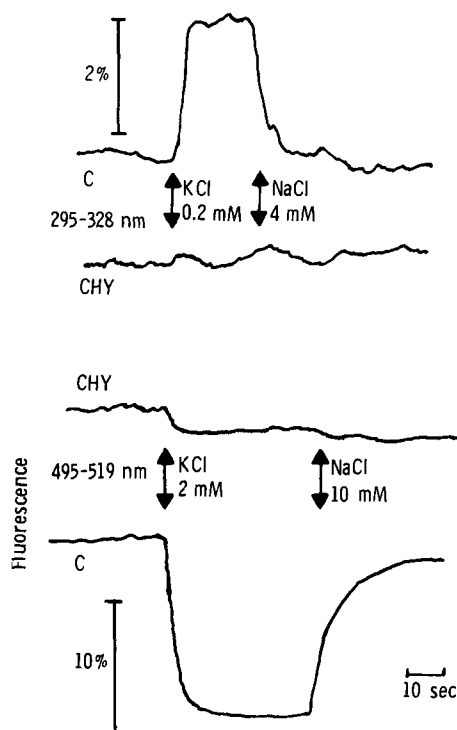 2%
C
KCl
0.2 mM
NaCl
4 mM
295-328 nm
CHY
CHY
495-519 nm
KCl
2 mM
NaCl
10 mM
Fluorescence
C
10%
10 sec